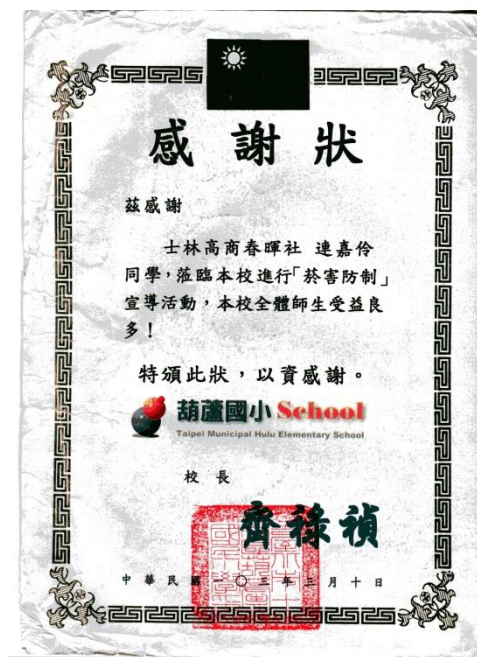 感謝狀
茲感謝
士林高商春暉社 連嘉伶
同學，蒞臨本校進行「菸害防制」
宣導活動，本校全體師生受益良
多！
特頒此狀，以資感謝。
葫蘆國小 School
Taipei Municipal Hulu Elementary School
校長
齊祿禎
中華民國一〇三年三月十日